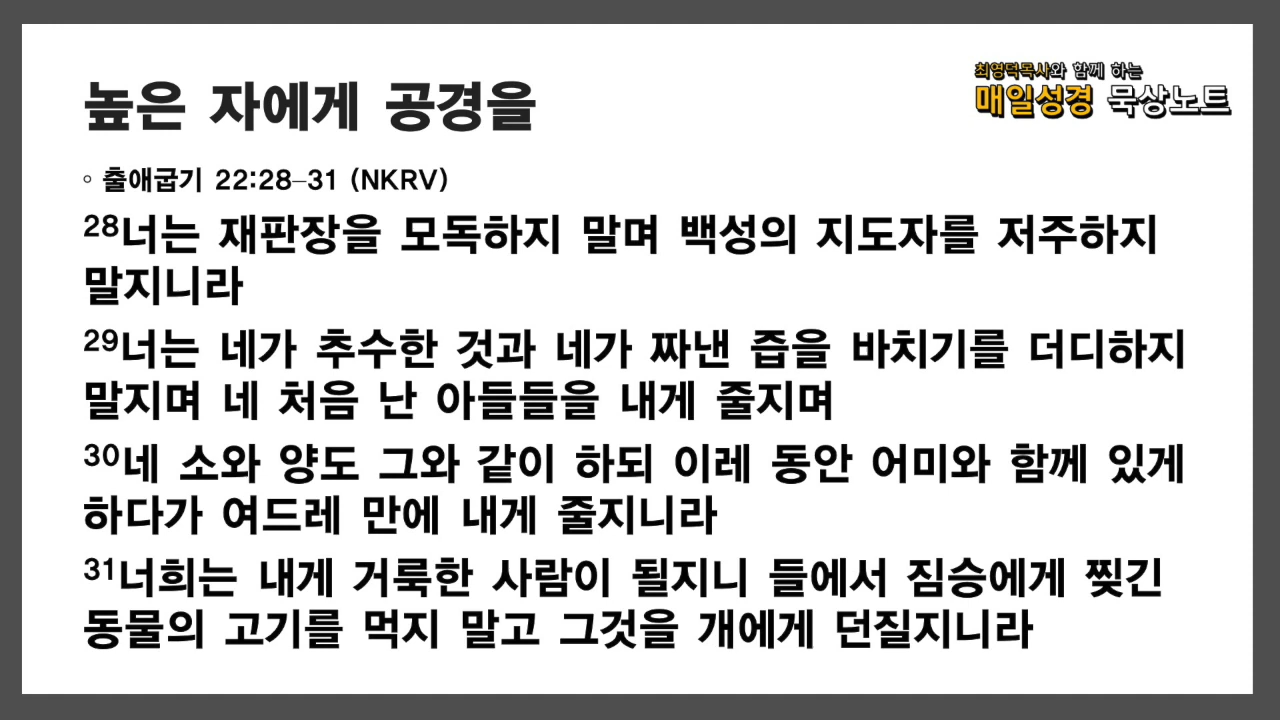 최영덕목사와 함께 하는
매일성경 묵상노트
높은 자에게 공경을
◦ 출애굽기 22:28–31 (NKRV)
28너는 재판장을 모독하지 말며 백성의 지도자를 저주하지
말지니라
29너는 네가 추수한 것과 네가 짜낸 즙을 바치기를 더디하지
말지며 네 처음 난 아들들을 내게 줄지며
30네 소와 양도 그와 같이 하되 이레 동안 어미와 함께 있게
하다가 여드레 만에 내게 줄지니라
31너희는 내게 거룩한 사람이 될지니 들에서 짐승에게 찢긴
동물의 고기를 먹지 말고 그것을 개에게 던질지니라